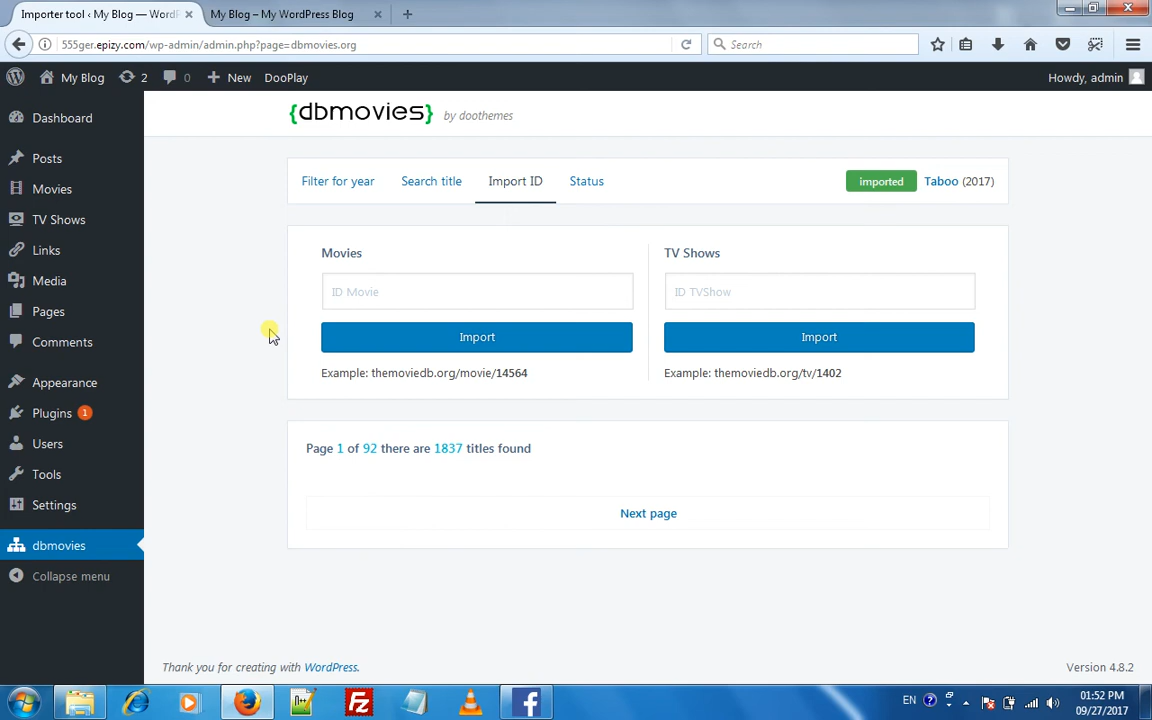 Importer tool ‹ My Blog — WordP
My Blog – My WordPress Blog
555ger.epizy.com/wp-admin/admin.php?page=dbmovies.org
Search
My Blog 2 0 New DooPlay
Howdy, admin
Dashboard
Posts
Movies
TV Shows
Links
Media
Pages
Comments
Appearance
Plugins 1
Users
Tools
Settings
dbmovies
Collapse menu
{dbmovies} by doothemes
Filter for year Search title Import ID Status
imported Taboo (2017)
Movies
ID Movie
Import
Example: themoviedb.org/movie/14564
TV Shows
ID TVShow
Import
Example: themoviedb.org/tv/1402
Page 1 of 92 there are 1837 titles found
Next page
Thank you for creating with WordPress.
Version 4.8.2
EN
01:52 PM
09/27/2017